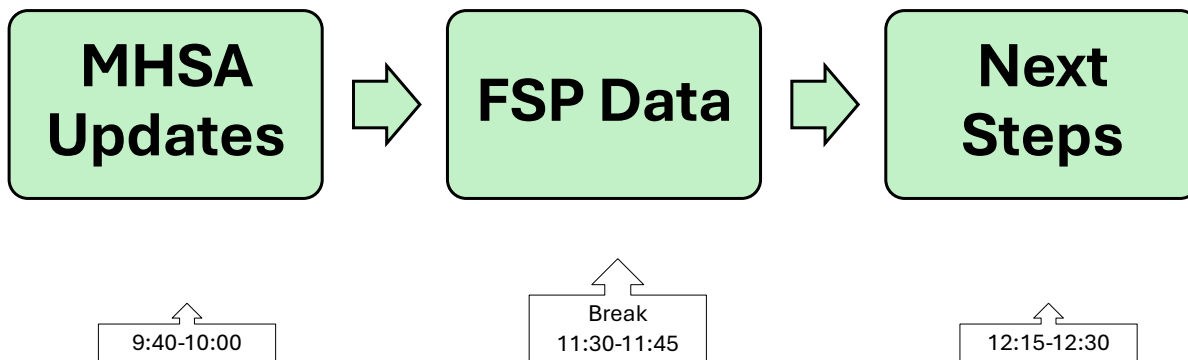 MHSA
Updates
FSP Data
Next
Steps
9:40-10:00
Break
11:30-11:45
12:15-12:30